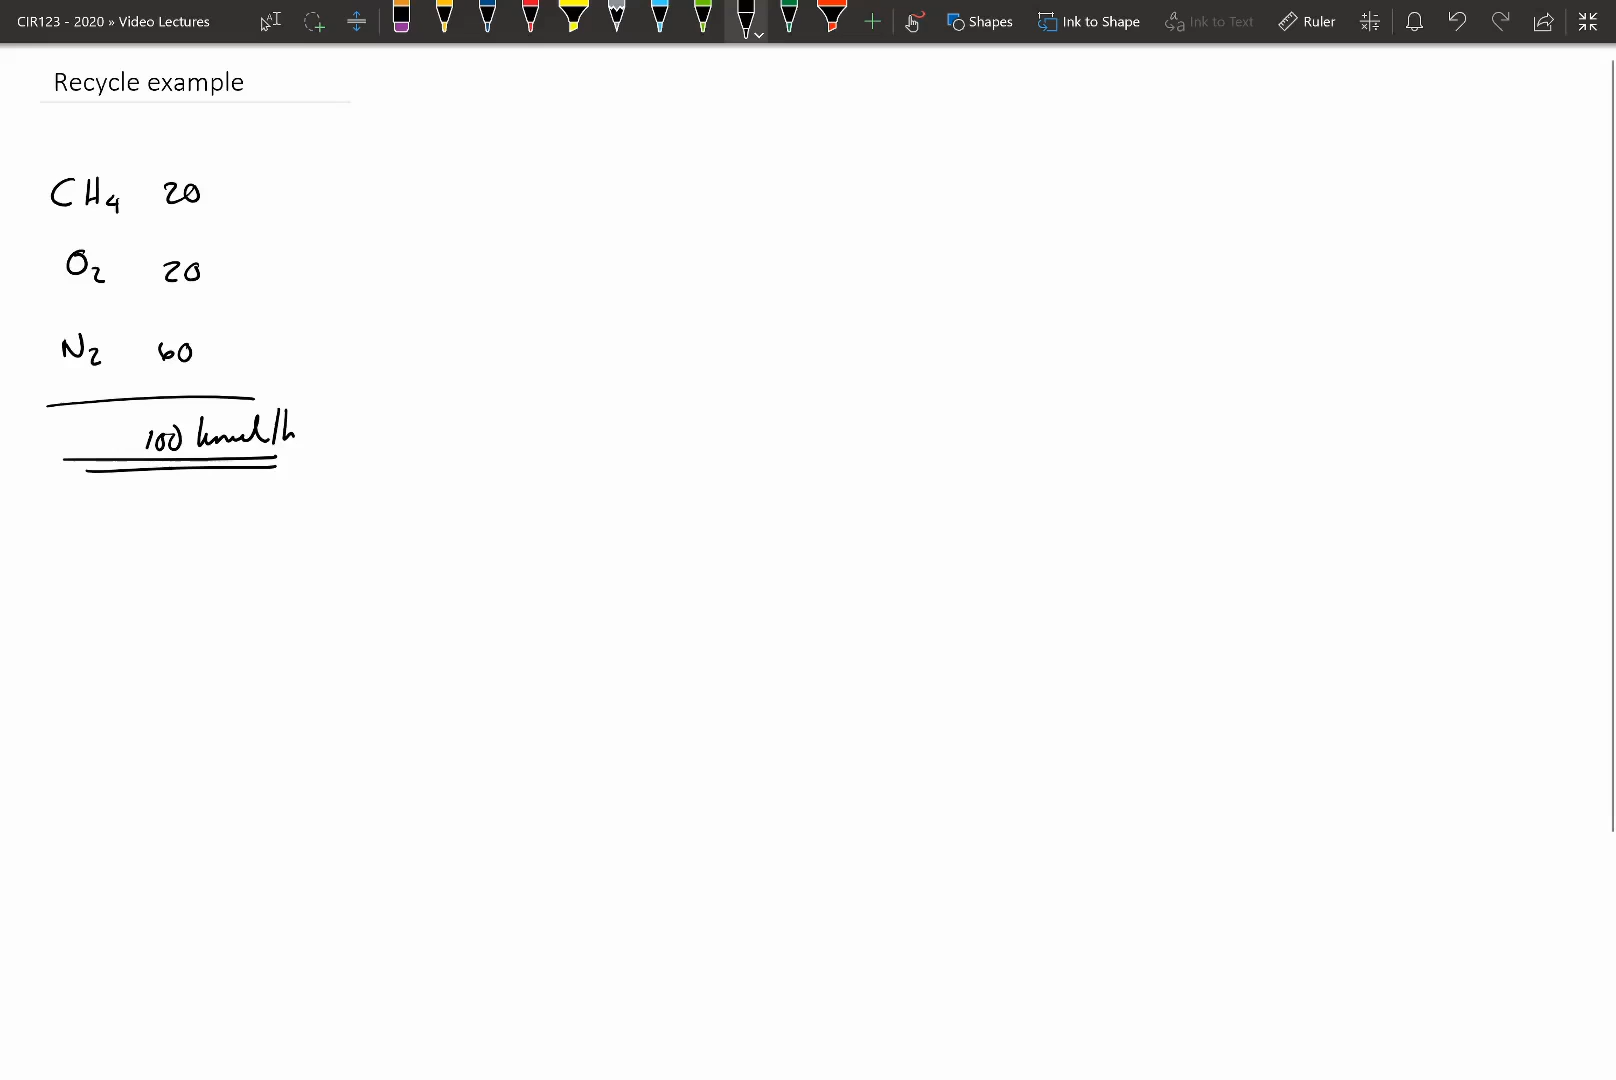 CIR123 - 2020 » Video Lectures Shapes Ink to Shape Ink to Text Ruler
Recycle example
CH₄ 20
O₂ 20
N₂ 60
100 kmol/h